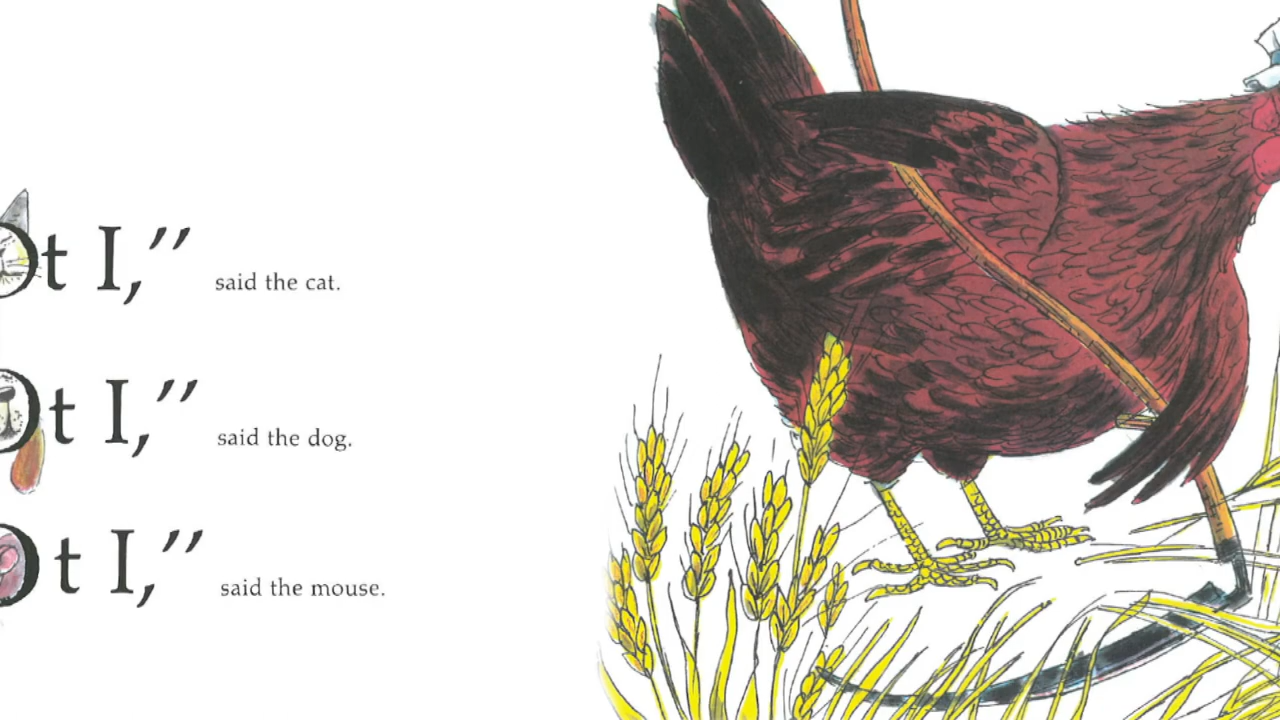 ot I,” said the cat.
ot I,” said the dog.
ot I,” said the mouse.